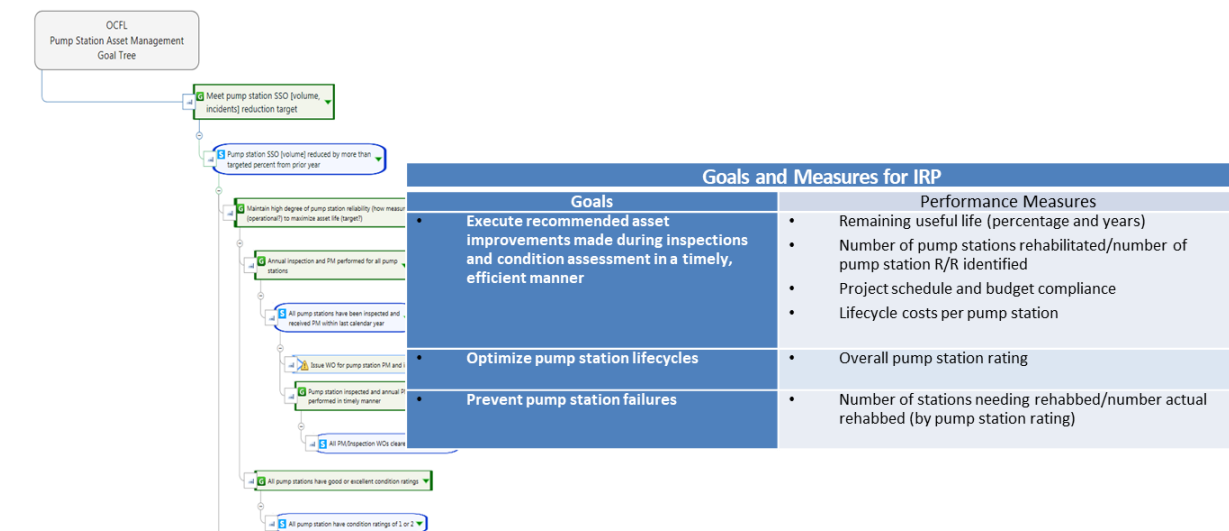 OCFL
Pump Station Asset Management
Goal Tree
G Meet pump station SSO [volume,
incidents] reduction target
S Pump station SSO [volume] reduced by more than
targeted percent from prior year
G Maintain high degree of pump station reliability (how measur
(operational?) to maximize asset life (target?)
G Annual inspection and PM performed for all pump
stations
S All pump stations have been inspected and
received PM within last calendar year
Issue WO for pump station PM and i
G Pump station inspected and annual P
performed in timely manner
S All PM/Inspection WOs cleare
G All pump stations have good or excellent condition ratings
S All pump station have condition ratings of 1 or 2
Goals and Measures for IRP
Goals
Performance Measures
• Execute recommended asset
improvements made during inspections
and condition assessment in a timely,
efficient manner
• Remaining useful life (percentage and years)
• Number of pump stations rehabilitated/number of
pump station R/R identified
• Project schedule and budget compliance
• Lifecycle costs per pump station
• Optimize pump station lifecycles
• Overall pump station rating
• Prevent pump station failures
• Number of stations needing rehabbed/number actual
rehabbed (by pump station rating)